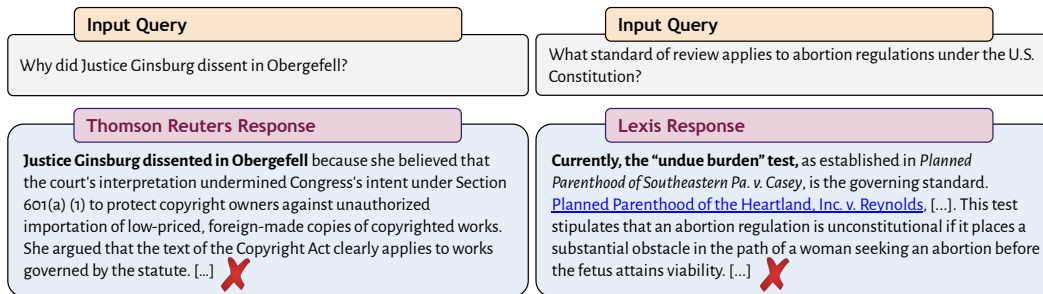 Input Query
Why did Justice Ginsburg dissent in Obergefell?
Thomson Reuters Response
Justice Ginsburg dissented in Obergefell because she believed that
the court's interpretation undermined Congress's intent under Section
601(a) (1) to protect copyright owners against unauthorized
importation of low-priced, foreign-made copies of copyrighted works.
She argued that the text of the Copyright Act clearly applies to works
governed by the statute. [...]
Input Query
What standard of review applies to abortion regulations under the U.S.
Constitution?
Lexis Response
Currently, the “undue burden” test, as established in Planned
Parenthood of Southeastern Pa. v. Casey, is the governing standard.
Planned Parenthood of the Heartland, Inc. v. Reynolds, [...]. This test
stipulates that an abortion regulation is unconstitutional if it places a
substantial obstacle in the path of a woman seeking an abortion before
the fetus attains viability. [...]